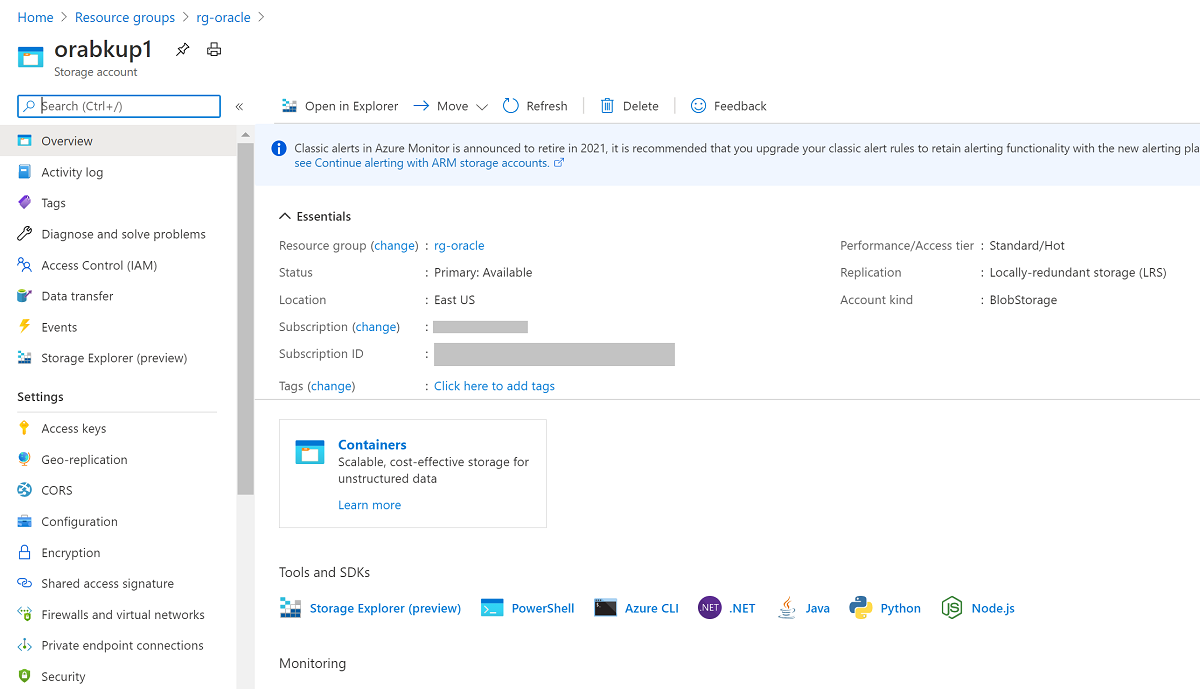 Home > Resource groups > rg-oracle >
orabkup1
Storage account
Search (Ctrl+/)
«
Open in Explorer
Move
Refresh
Delete
Feedback
Overview
Activity log
Tags
Diagnose and solve problems
Access Control (IAM)
Data transfer
Events
Storage Explorer (preview)
Settings
Access keys
Geo-replication
CORS
Configuration
Encryption
Shared access signature
Firewalls and virtual networks
Private endpoint connections
Security
Classic alerts in Azure Monitor is announced to retire in 2021, it is recommended that you upgrade your classic alert rules to retain alerting functionality with the new alerting pla
see Continue alerting with ARM storage accounts.
Essentials
Resource group (change) : rg-oracle
Status : Primary: Available
Location : East US
Subscription (change) :
Subscription ID :
Tags (change) : Click here to add tags
Performance/Access tier : Standard/Hot
Replication : Locally-redundant storage (LRS)
Account kind : BlobStorage
Containers
Scalable, cost-effective storage for
unstructured data
Learn more
Tools and SDKs
Storage Explorer (preview)
PowerShell
Azure CLI
.NET .NET
Java
Python
JS Node.js
Monitoring